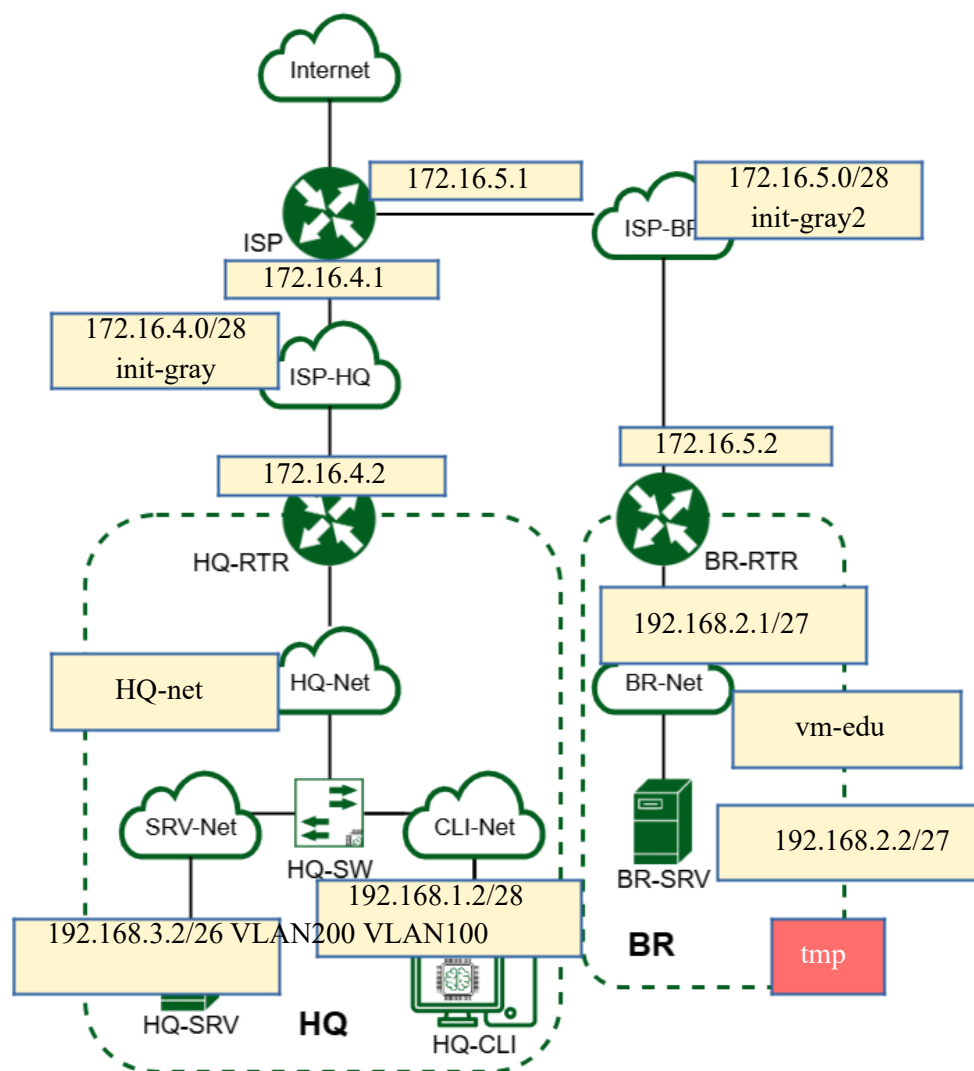 Internet
172.16.5.1
172.16.5.0/28
init-gray2
ISP
ISP-BR
172.16.4.1
172.16.4.0/28
init-gray
ISP-HQ
172.16.5.2
172.16.4.2
HQ-RTR
BR-RTR
192.168.2.1/27
HQ-net
HQ-Net
BR-Net
vm-edu
SRV-Net
CLI-Net
HQ-SW
BR-SRV
192.168.2.2/27
192.168.1.2/28
192.168.3.2/26 VLAN200 VLAN100
BR
tmp
HQ-SRV
HQ
HQ-CLI